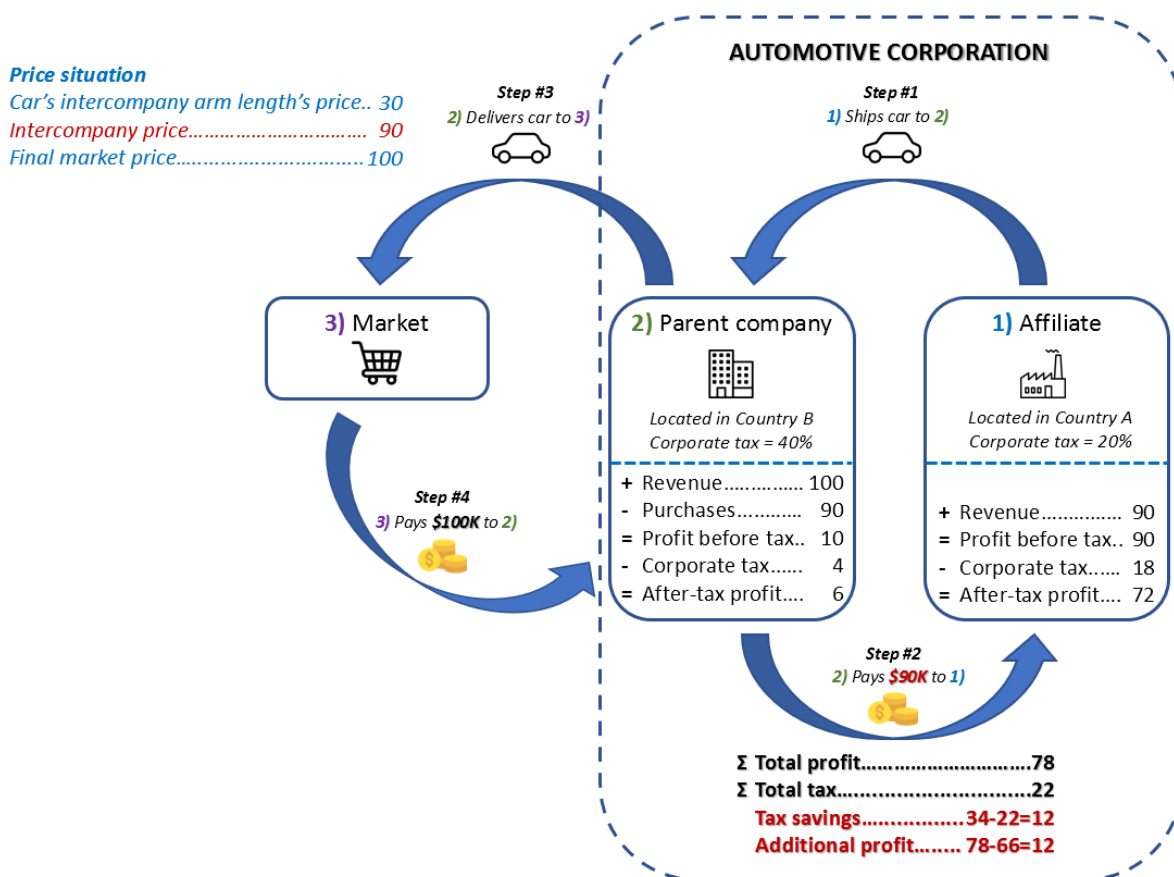 AUTOMOTIVE CORPORATION
Price situation
Car's intercompany arm length's price.. 30
Intercompany price................................ 90
Final market price.................................100
Step #3
2) Delivers car to 3)
Step #1
1) Ships car to 2)
3) Market
2) Parent company
Located in Country B
Corporate tax = 40%
+ Revenue............... 100
- Purchases............ 90
= Profit before tax.. 10
- Corporate tax...... 4
= After-tax profit.... 6
1) Affiliate
Located in Country A
Corporate tax = 20%
+ Revenue............... 90
= Profit before tax.. 90
- Corporate tax...... 18
= After-tax profit.... 72
Step #4
3) Pays $100K to 2)
$
Step #2
2) Pays $90K to 1)
$
Σ Total profit................................78
Σ Total tax...................................22
Tax savings..................34-22=12
Additional profit........ 78-66=12